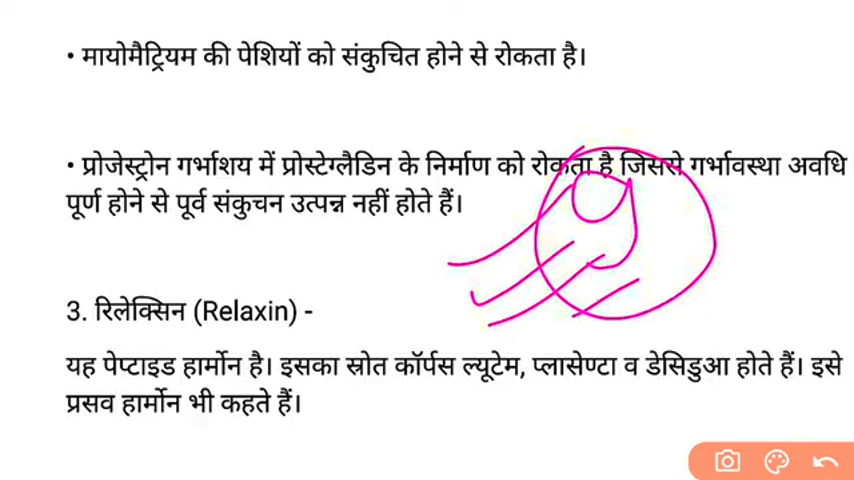 • मायोमैट्रियम की पेशियों को संकुचित होने से रोकता है।
• प्रोजेस्ट्रोन गर्भाशय में प्रोस्टेग्लैडिन के निर्माण को रोकता है जिससे गर्भावस्था अवधि
पूर्ण होने से पूर्व संकुचन उत्पन्न नहीं होते हैं।
3. रिलेक्सिन (Relaxin) -
यह पेप्टाइड हार्मोन है। इसका स्रोत कॉर्पस ल्यूटेम, प्लासेण्टा व डेसिडुआ होते हैं। इसे
प्रसव हार्मोन भी कहते हैं।